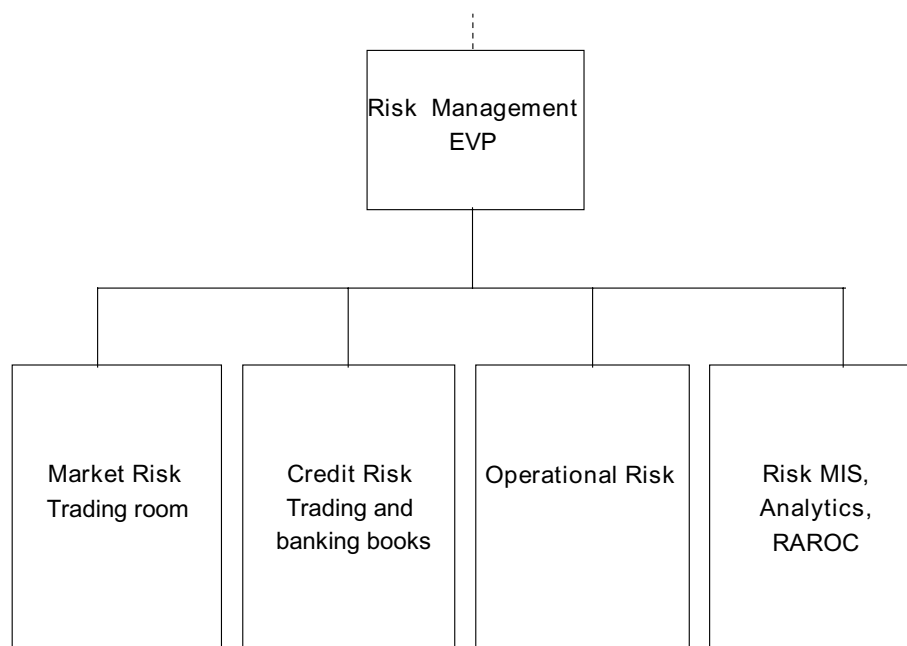 Risk Management
EVP
Market Risk
Trading room
Credit Risk
Trading and
banking books
Operational Risk
Risk MIS,
Analytics,
RAROC